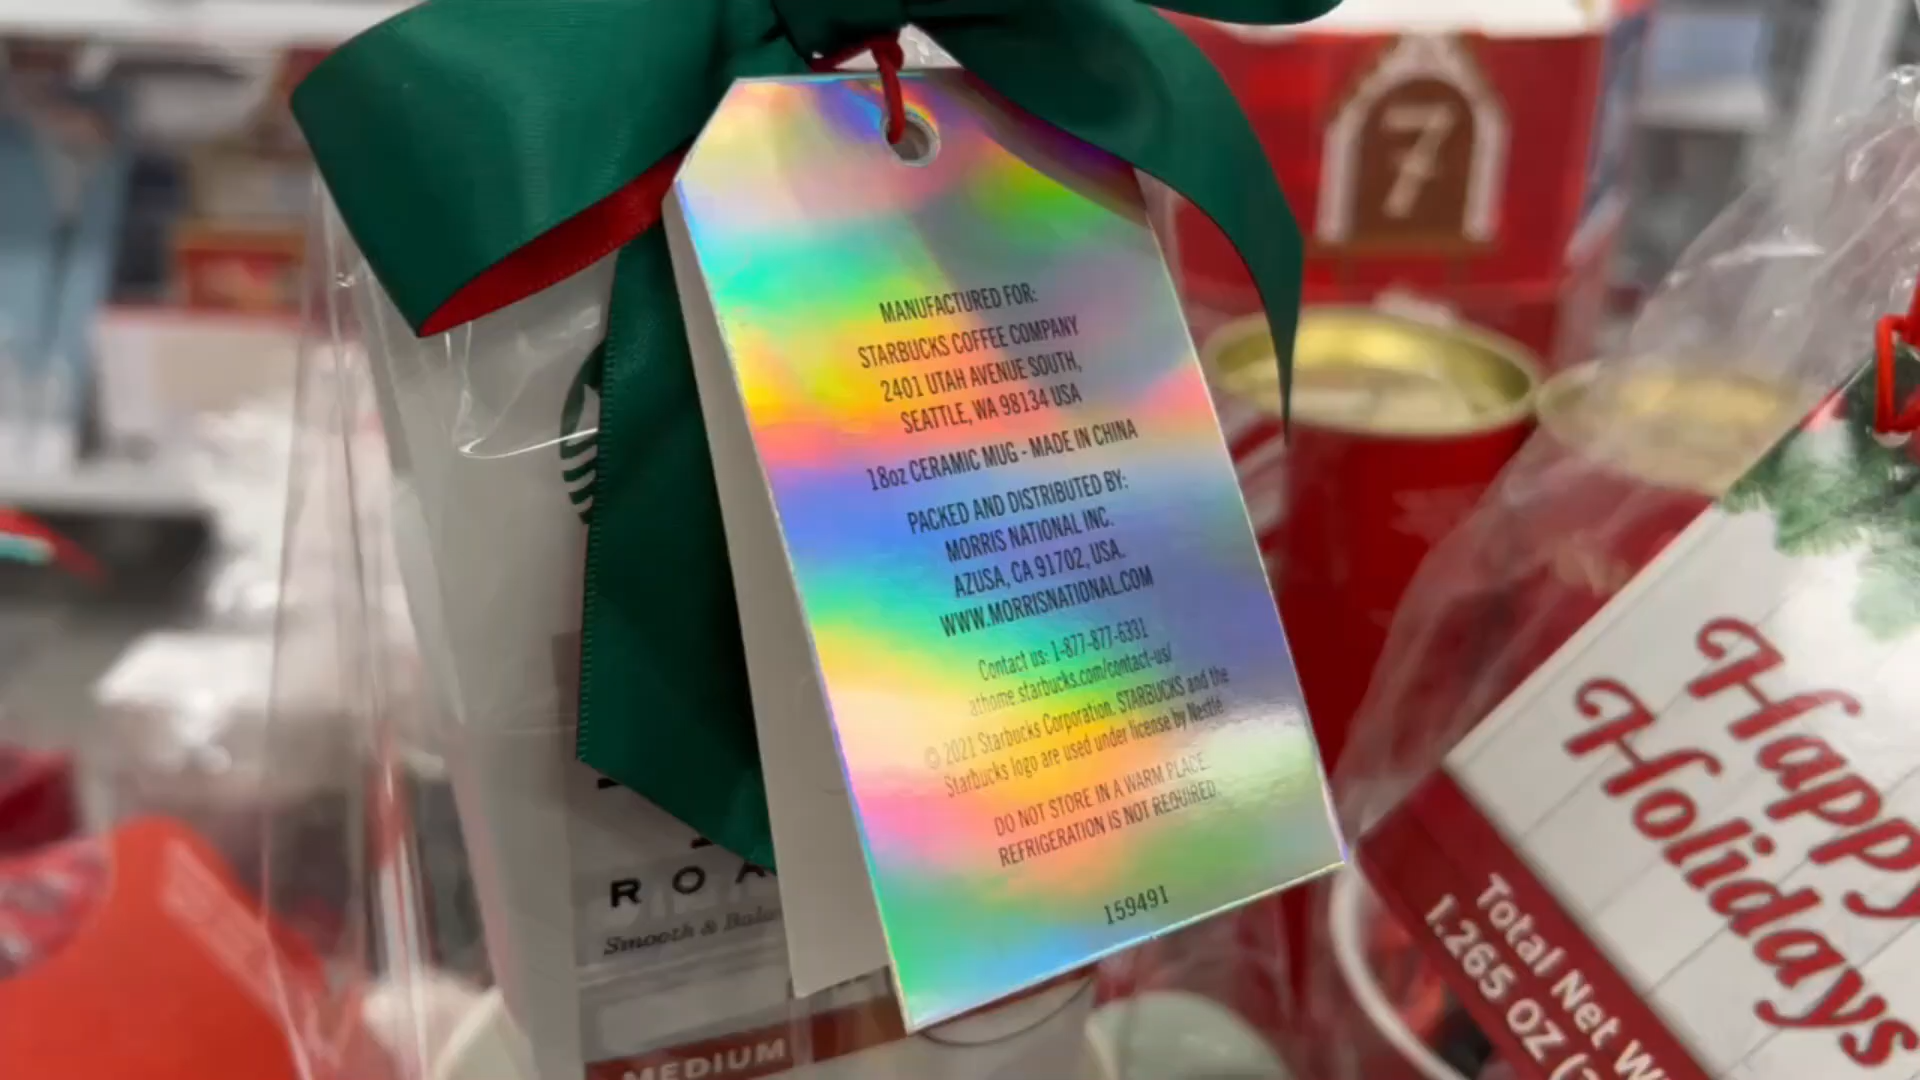 MANUFACTURED FOR:
STARBUCKS COFFEE COMPANY
2401 UTAH AVENUE SOUTH,
SEATTLE, WA 98134 USA
18oz CERAMIC MUG - MADE IN CHINA
PACKED AND DISTRIBUTED BY:
MORRIS NATIONAL INC.
AZUSA, CA 91702, USA.
WWW.MORRISNATIONAL.COM
Contact us: 1-877-877-6331
athome.starbucks.com/contact-us/
© 2021 Starbucks Corporation. STARBUCKS and the
Starbucks logo are used under license by Nestlé
DO NOT STORE IN A WARM PLACE.
REFRIGERATION IS NOT REQUIRED.
159491
7
ROA
Smooth &
MEDIUM
Happy
Holidays
Total Net W
1.265 OZ